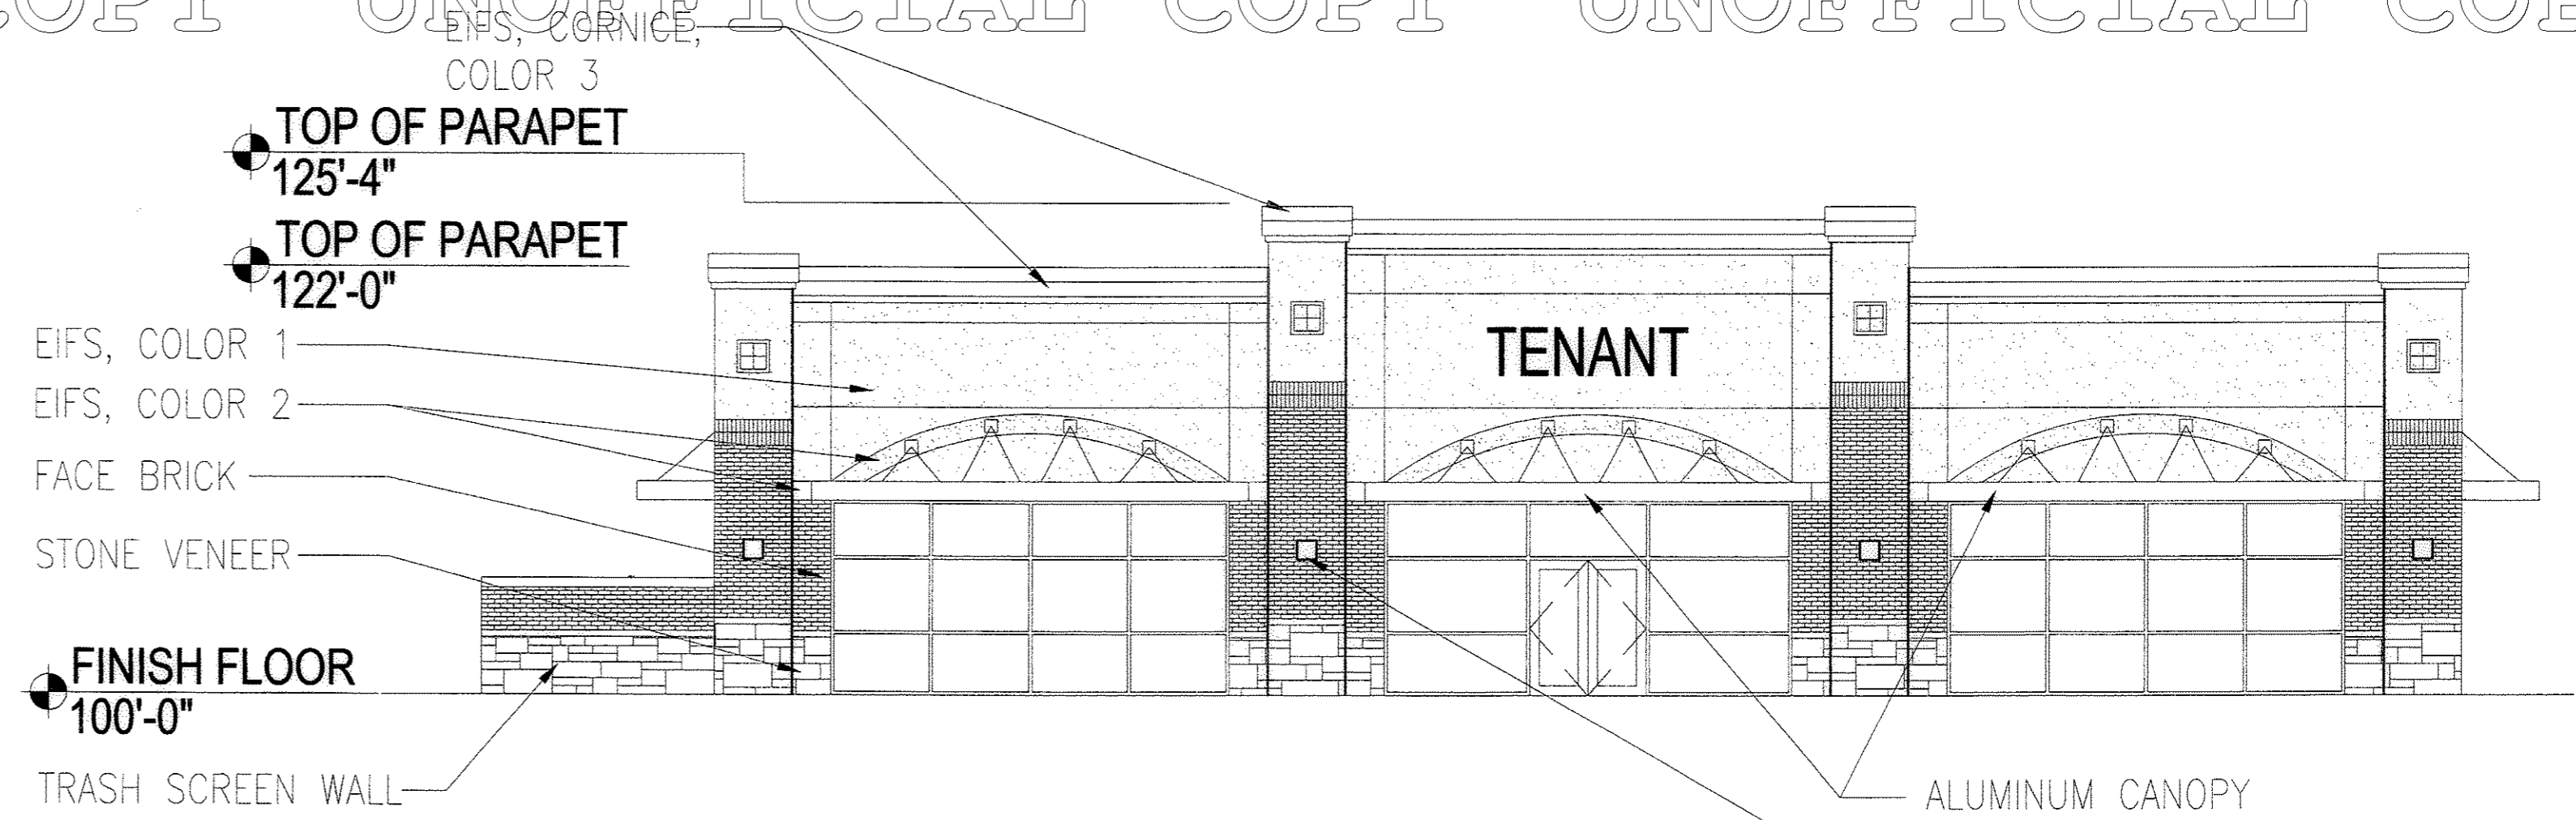 COPY UNOFFICIAL COPY UNOFFICIAL COP
EIFS, CORNICE,
COLOR 3
TOP OF PARAPET
125'-4"
TOP OF PARAPET
122'-0"
EIFS, COLOR 1
TENANT
EIFS, COLOR 2
FACE BRICK
STONE VENEER
FINISH FLOOR
100'-0"
TRASH SCREEN WALL
ALUMINUM CANOPY